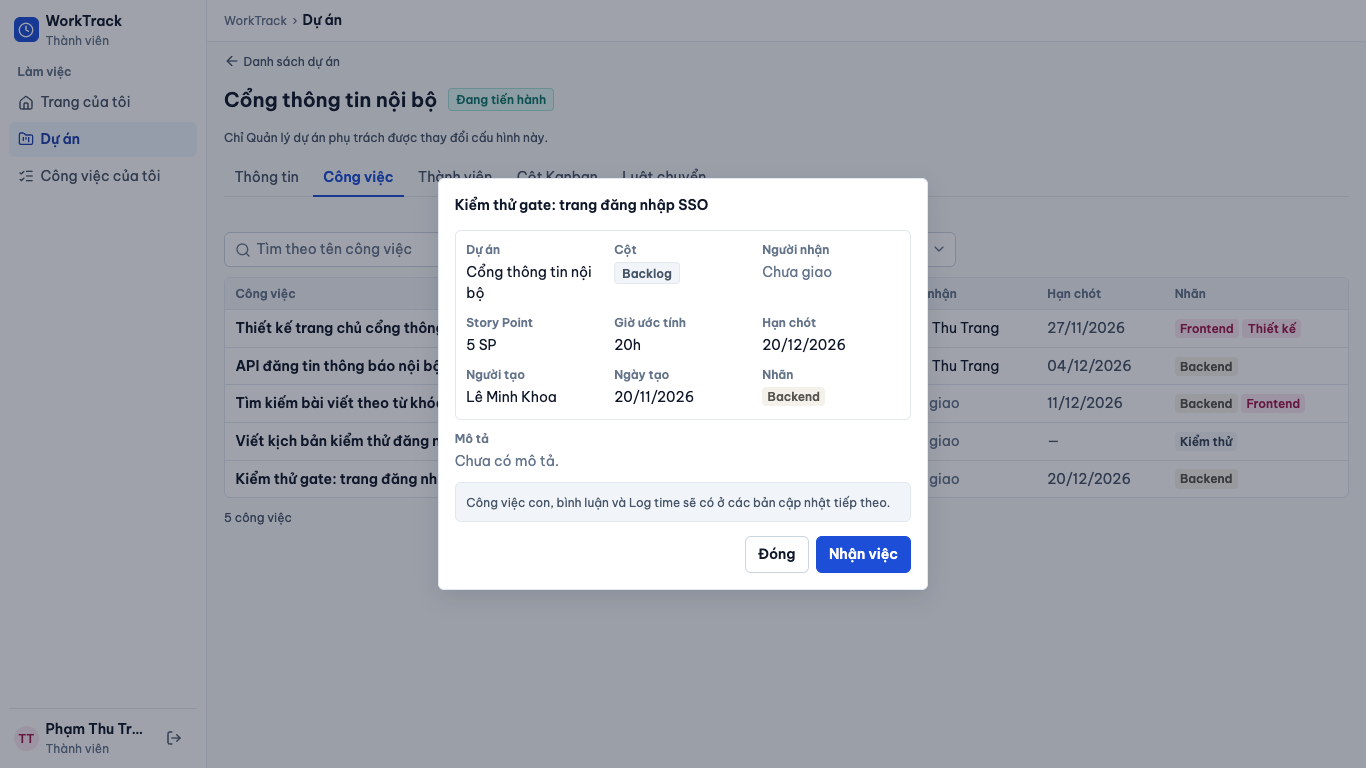 WorkTrack
Thành viên
Làm việc
Trang của tôi
Dự án
Công việc của tôi
Phạm Thu Tr...
Thành viên
TT
WorkTrack › Dự án
Danh sách dự án
Cổng thông tin nội bộ
Đang tiến hành
Chỉ Quản lý dự án phụ trách được thay đổi cấu hình này.
Thông tin
Công việc
Thành viên
Cột Kanban
Luật chuyển
Tìm theo tên công việc
Công việc
nhận
Hạn chót
Nhãn
Thiết kế trang chủ cổng thông
Thu Trang
27/11/2026
Frontend
Thiết kế
API đăng tin thông báo nội bộ
Thu Trang
04/12/2026
Backend
Tìm kiếm bài viết theo từ khóa
giao
11/12/2026
Backend
Frontend
Viết kịch bản kiểm thử đăng
giao
—
Kiểm thử
Kiểm thử gate: trang đăng nh
giao
20/12/2026
Backend
5 công việc
Kiểm thử gate: trang đăng nhập SSO
Dự án
Cổng thông tin nội
bộ
Cột
Backlog
Người nhận
Chưa giao
Story Point
5 SP
Giờ ước tính
20h
Hạn chót
20/12/2026
Người tạo
Lê Minh Khoa
Ngày tạo
20/11/2026
Nhãn
Backend
Mô tả
Chưa có mô tả.
Công việc con, bình luận và Log time sẽ có ở các bản cập nhật tiếp theo.
Đóng
Nhận việc